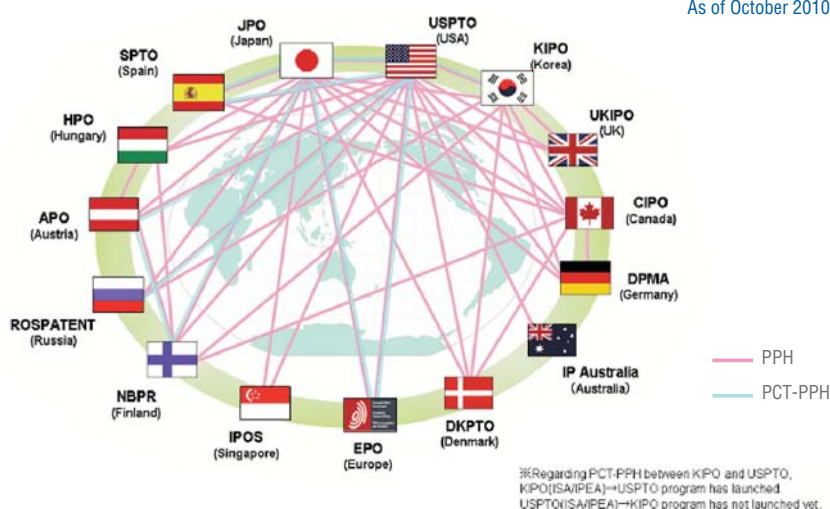 As of October 2010
JPO
(Japan)
USPTO
(USA)
SPTO
(Spain)
KIPO
(Korea)
HPO
(Hungary)
UKIPO
(UK)
APO
(Austria)
CIPO
(Canada)
DPMA
(Germany)
ROSPATENT
(Russia)
IP Australia
(Australia)
NBPR
(Finland)
IPOS
(Singapore)
EPO
(Europe)
DKPTO
(Denmark)
PPH
PCT-PPH
※Regarding PCT-PPH between KIPO and USPTO,
KIPO(ISA/IPEA)→USPTO program has launched.
USPTO(ISA/IPEA)→KIPO program has not launched yet.